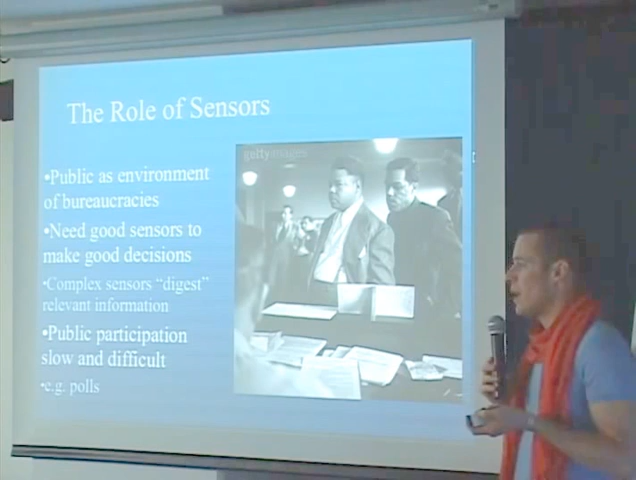 The Role of Sensors
gettyimages
•Public as environment
of bureaucracies
•Need good sensors to
make good decisions
•Complex sensors “digest”
relevant information
•Public participation
slow and difficult
•e.g. polls